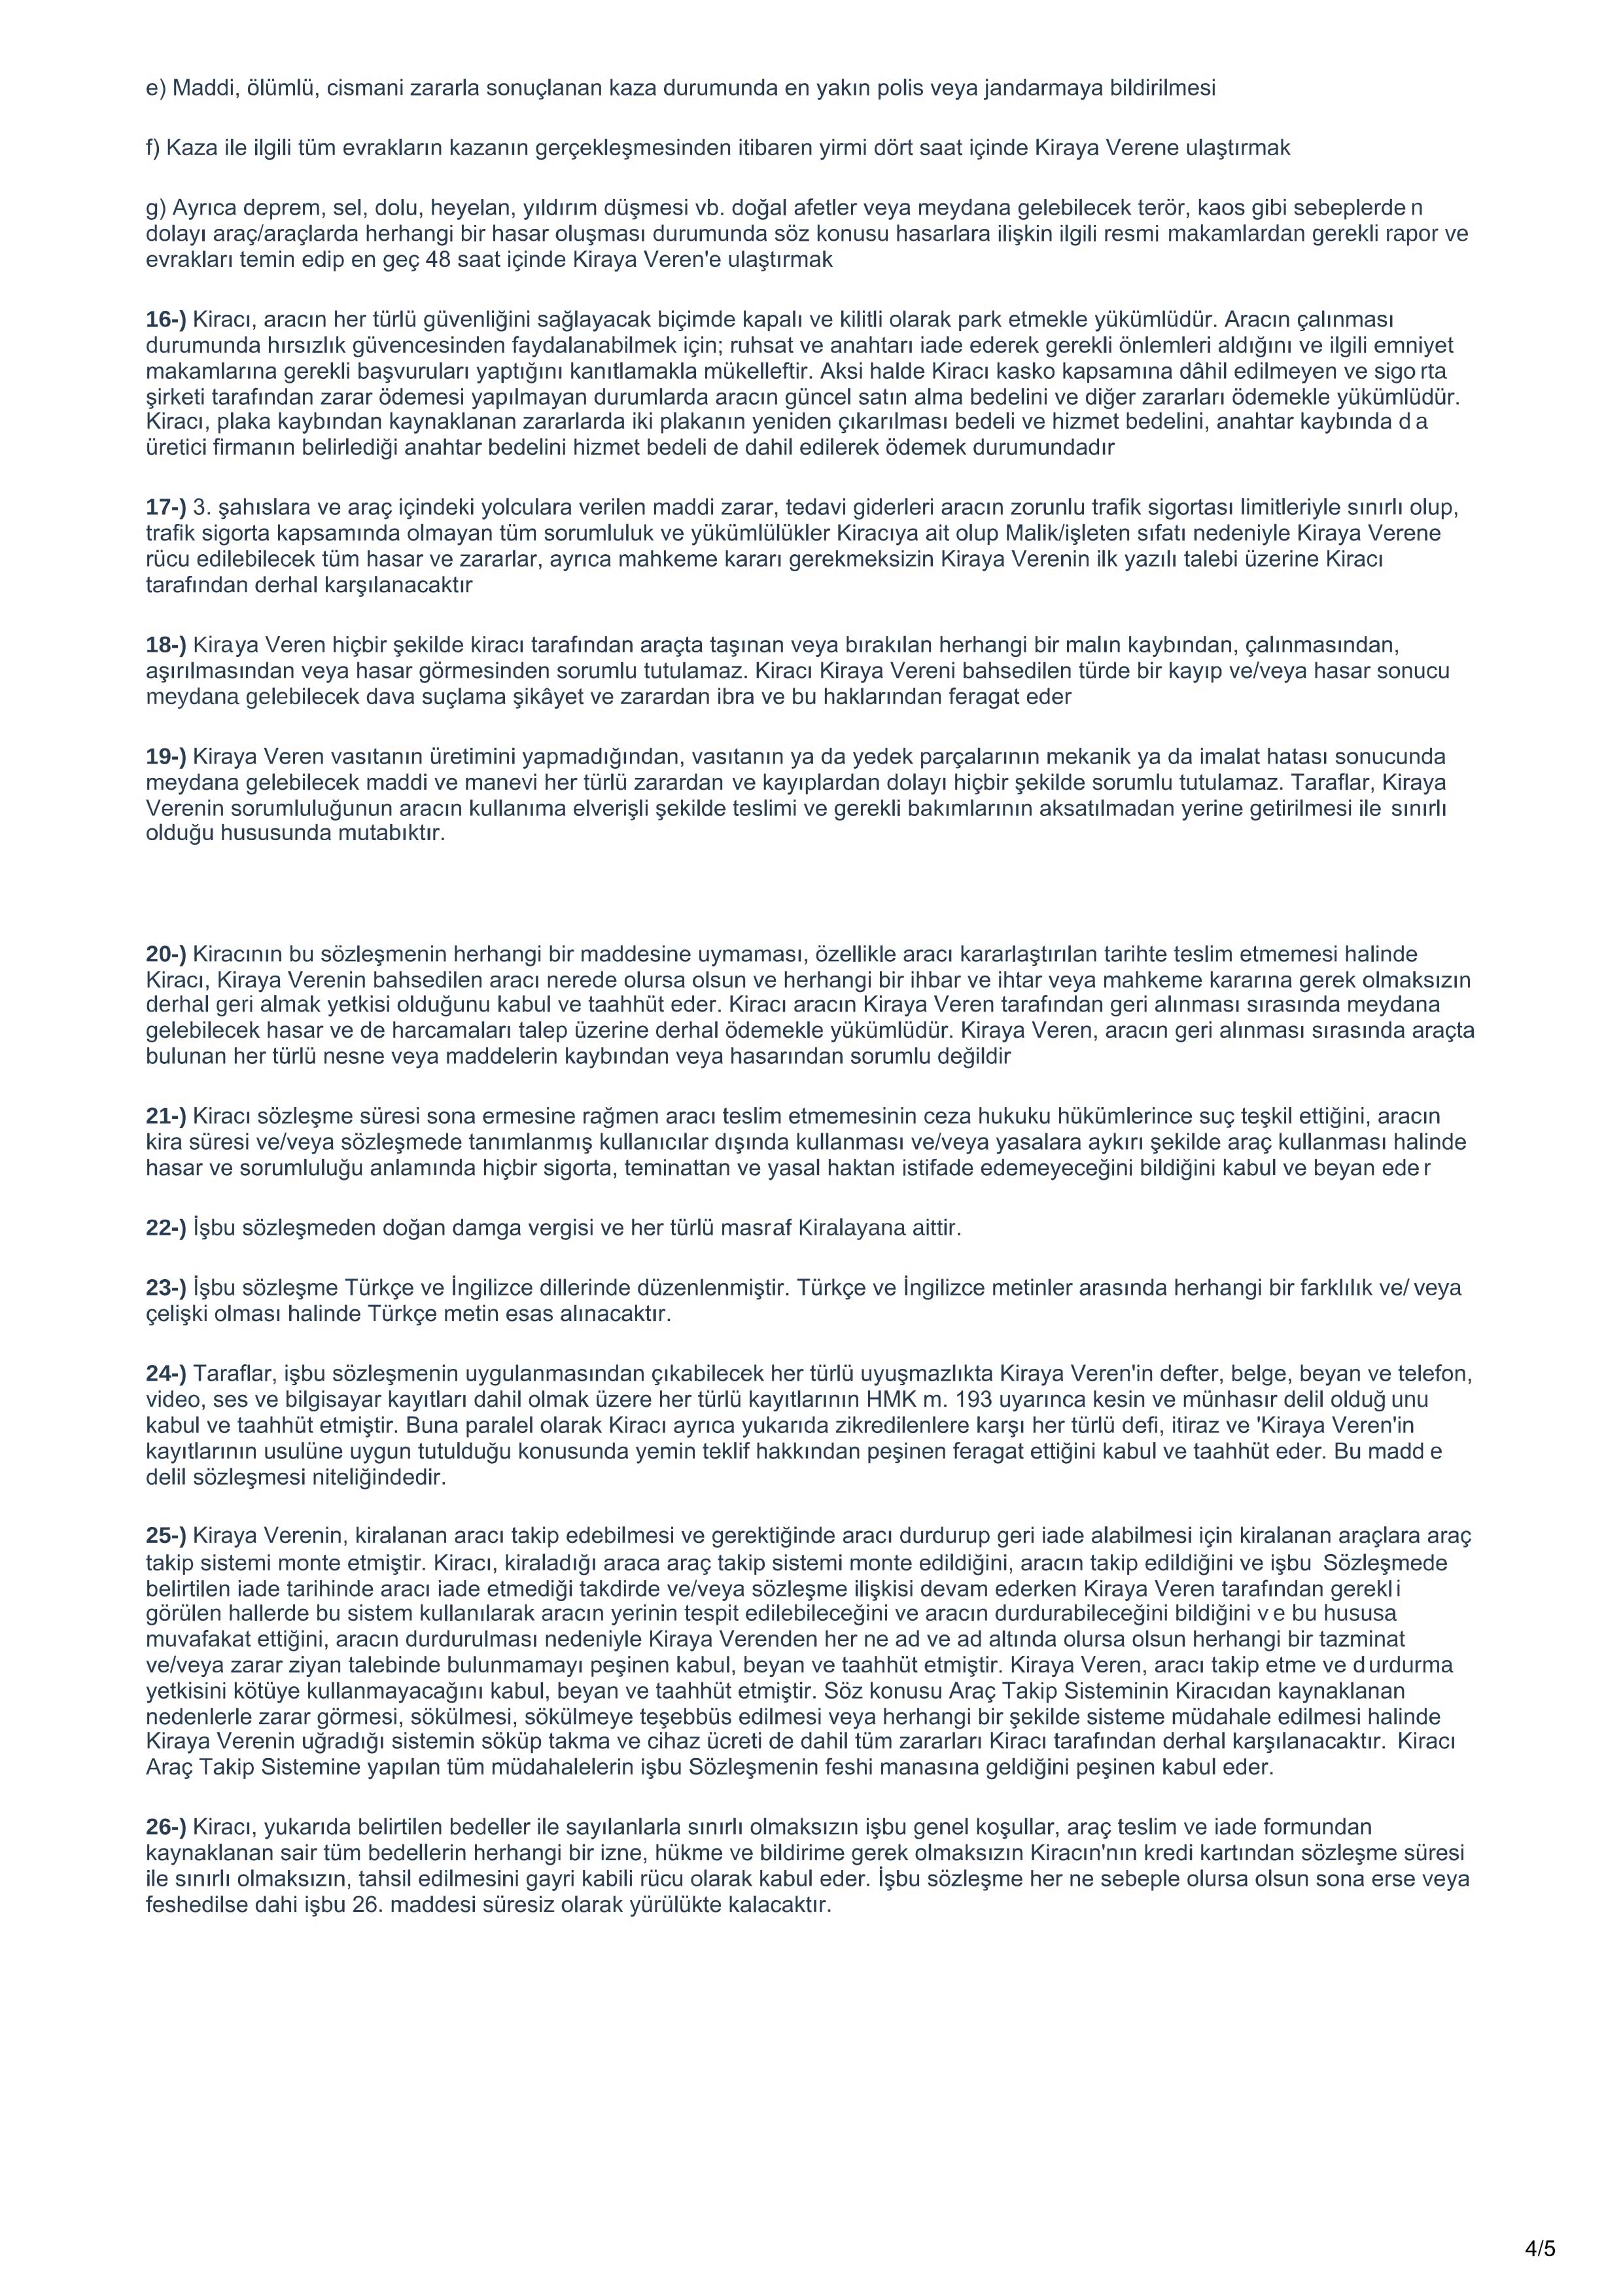 e) Maddi, ölümlü, cismani zararla sonuçlanan kaza durumunda en yakın polis veya jandarmaya bildirilmesi
f) Kaza ile ilgili tüm evrakların kazanın gerçekleşmesinden itibaren yirmi dört saat içinde Kiraya Verene ulaştırmak
g) Ayrıca deprem, sel, dolu, heyelan, yıldırım düşmesi vb. doğal afetler veya meydana gelebilecek terör, kaos gibi sebeplerden
dolayı araç/araçlarda herhangi bir hasar oluşması durumunda söz konusu hasarlara ilişkin ilgili resmi makamlardan gerekli rapor ve
evrakları temin edip en geç 48 saat içinde Kiraya Veren'e ulaştırmak
16-) Kiracı, aracın her türlü güvenliğini sağlayacak biçimde kapalı ve kilitli olarak park etmekle yükümlüdür. Aracın çalınması
durumunda hırsızlık güvencesinden faydalanabilmek için; ruhsat ve anahtarı iade ederek gerekli önlemleri aldığını ve ilgili emniyet
makamlarına gerekli başvuruları yaptığını kanıtlamakla mükelleftir. Aksi halde Kiracı kasko kapsamına dâhil edilmeyen ve sigorta
şirketi tarafından zarar ödemesi yapılmayan durumlarda aracın güncel satın alma bedelini ve diğer zararları ödemekle yükümlüdür.
Kiracı, plaka kaybından kaynaklanan zararlarda iki plakanın yeniden çıkarılması bedeli ve hizmet bedelini, anahtar kaybında da
üretici firmanın belirlediği anahtar bedelini hizmet bedeli de dahil edilerek ödemek durumundadır
17-) 3. şahıslara ve araç içindeki yolculara verilen maddi zarar, tedavi giderleri aracın zorunlu trafik sigortası limitleriyle sınırlı olup,
trafik sigorta kapsamında olmayan tüm sorumluluk ve yükümlülükler Kiracıya ait olup Malik/işleten sıfatı nedeniyle Kiraya Verene
rücu edilebilecek tüm hasar ve zararlar, ayrıca mahkeme kararı gerekmeksizin Kiraya Verenin ilk yazılı talebi üzerine Kiracı
tarafından derhal karşılanacaktır
18-) Kiraya Veren hiçbir şekilde kiracı tarafından araçta taşınan veya bırakılan herhangi bir malın kaybından, çalınmasından,
aşırılmasından veya hasar görmesinden sorumlu tutulamaz. Kiracı Kiraya Vereni bahsedilen türde bir kayıp ve/veya hasar sonucu
meydana gelebilecek dava suçlama şikâyet ve zarardan ibra ve bu haklarından feragat eder
19-) Kiraya Veren vasıtanın üretimini yapmadığından, vasıtanın ya da yedek parçalarının mekanik ya da imalat hatası sonucunda
meydana gelebilecek maddi ve manevi her türlü zarardan ve kayıplardan dolayı hiçbir şekilde sorumlu tutulamaz. Taraflar, Kiraya
Verenin sorumluluğunun aracın kullanıma elverişli şekilde teslimi ve gerekli bakımlarının aksatılmadan yerine getirilmesi ile sınırlı
olduğu hususunda mutabıktır.
20-) Kiracının bu sözleşmenin herhangi bir maddesine uymaması, özellikle aracı kararlaştırılan tarihte teslim etmemesi halinde
Kiracı, Kiraya Verenin bahsedilen aracı nerede olursa olsun ve herhangi bir ihbar ve ihtar veya mahkeme kararına gerek olmaksızın
derhal geri almak yetkisi olduğunu kabul ve taahhüt eder. Kiracı aracın Kiraya Veren tarafından geri alınması sırasında meydana
gelebilecek hasar ve de harcamaları talep üzerine derhal ödemekle yükümlüdür. Kiraya Veren, aracın geri alınması sırasında araçta
bulunan her türlü nesne veya maddelerin kaybından veya hasarından sorumlu değildir
21-) Kiracı sözleşme süresi sona ermesine rağmen aracı teslim etmemesinin ceza hukuku hükümlerince suç teşkil ettiğini, aracın
kira süresi ve/veya sözleşmede tanımlanmış kullanıcılar dışında kullanması ve/veya yasalara aykırı şekilde araç kullanması halinde
hasar ve sorumluluğu anlamında hiçbir sigorta, teminattan ve yasal haktan istifade edemeyeceğini bildiğini kabul ve beyan eder
22-) İşbu sözleşmeden doğan damga vergisi ve her türlü masraf Kiralayana aittir.
23-) İşbu sözleşme Türkçe ve İngilizce dillerinde düzenlenmiştir. Türkçe ve İngilizce metinler arasında herhangi bir farklılık ve/veya
çelişki olması halinde Türkçe metin esas alınacaktır.
24-) Taraflar, işbu sözleşmenin uygulanmasından çıkabilecek her türlü uyuşmazlıkta Kiraya Veren'in defter, belge, beyan ve telefon,
video, ses ve bilgisayar kayıtları dahil olmak üzere her türlü kayıtlarının HMK m. 193 uyarınca kesin ve münhasır delil olduğunu
kabul ve taahhüt etmiştir. Buna paralel olarak Kiracı ayrıca yukarıda zikredilenlere karşı her türlü defi, itiraz ve 'Kiraya Veren'in
kayıtlarının usulüne uygun tutulduğu konusunda yemin teklif hakkından peşinen feragat ettiğini kabul ve taahhüt eder. Bu madde
delil sözleşmesi niteliğindedir.
25-) Kiraya Verenin, kiralanan aracı takip edebilmesi ve gerektiğinde aracı durdurup geri iade alabilmesi için kiralanan araçlara araç
takip sistemi monte etmiştir. Kiracı, kiraladığı araca araç takip sistemi monte edildiğini, aracın takip edildiğini ve işbu Sözleşmede
belirtilen iade tarihinde aracı iade etmediği takdirde ve/veya sözleşme ilişkisi devam ederken Kiraya Veren tarafından gerekli
görülen hallerde bu sistem kullanılarak aracın yerinin tespit edilebileceğini ve aracın durdurabileceğini bildiğini ve bu hususa
muvafakat ettiğini, aracın durdurulması nedeniyle Kiraya Verenden her ne ad ve ad altında olursa olsun herhangi bir tazminat
ve/veya zarar ziyan talebinde bulunmamayı peşinen kabul, beyan ve taahhüt etmiştir. Kiraya Veren, aracı takip etme ve durdurma
yetkisini kötüye kullanmayacağını kabul, beyan ve taahhüt etmiştir. Söz konusu Araç Takip Sisteminin Kiracıdan kaynaklanan
nedenlerle zarar görmesi, sökülmesi, sökülmeye teşebbüs edilmesi veya herhangi bir şekilde sisteme müdahale edilmesi halinde
Kiraya Verenin uğradığı sistemin söküp takma ve cihaz ücreti de dahil tüm zararları Kiracı tarafından derhal karşılanacaktır. Kiracı
Araç Takip Sistemine yapılan tüm müdahalelerin işbu Sözleşmenin feshi manasına geldiğini peşinen kabul eder.
26-) Kiracı, yukarıda belirtilen bedeller ile sayılanlarla sınırlı olmaksızın işbu genel koşullar, araç teslim ve iade formundan
kaynaklanan sair tüm bedellerin herhangi bir izne, hükme ve bildirime gerek olmaksızın Kiracın'nın kredi kartından sözleşme süresi
ile sınırlı olmaksızın, tahsil edilmesini gayri kabili rücu olarak kabul eder. İşbu sözleşme her ne sebeple olursa olsun sona erse veya
feshedilse dahi işbu 26. maddesi süresiz olarak yürülükte kalacaktır.
4/5